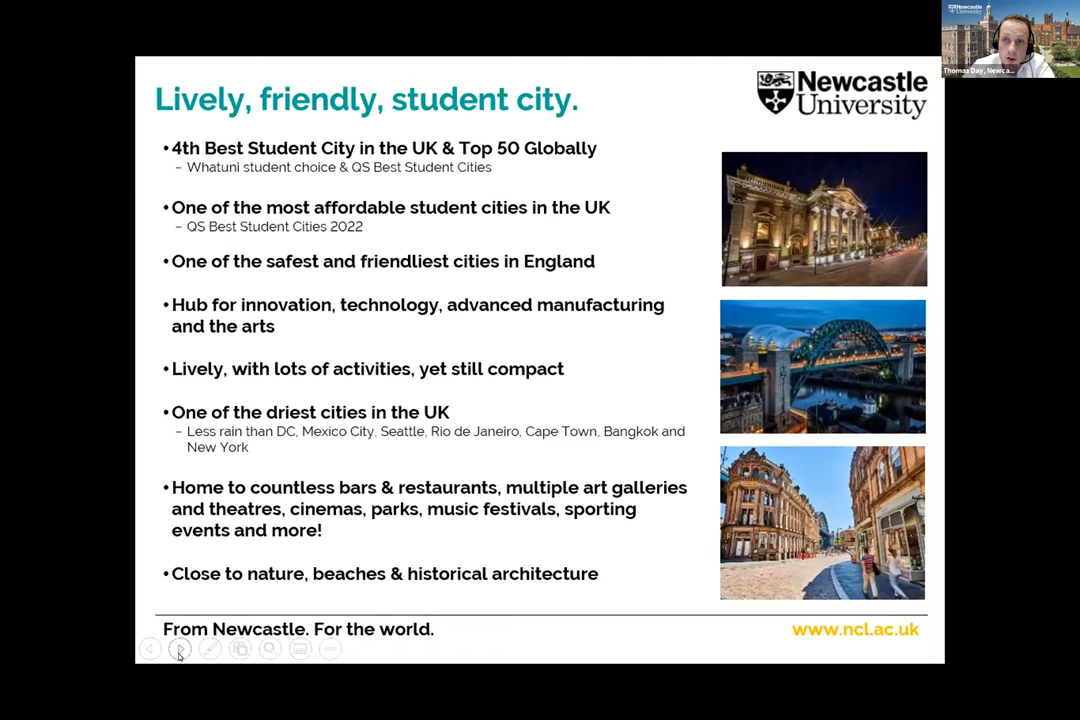 Newcastle
University
Thomas Day, Newca...
Lively, friendly, student city.
Newcastle
University
•4th Best Student City in the UK & Top 50 Globally
– Whatuni student choice & QS Best Student Cities
•One of the most affordable student cities in the UK
– QS Best Student Cities 2022
•One of the safest and friendliest cities in England
•Hub for innovation, technology, advanced manufacturing
and the arts
•Lively, with lots of activities, yet still compact
•One of the driest cities in the UK
– Less rain than DC, Mexico City, Seattle, Rio de Janeiro, Cape Town, Bangkok and
New York
•Home to countless bars & restaurants, multiple art galleries
and theatres, cinemas, parks, music festivals, sporting
events and more!
•Close to nature, beaches & historical architecture
From Newcastle. For the world.
www.ncl.ac.uk